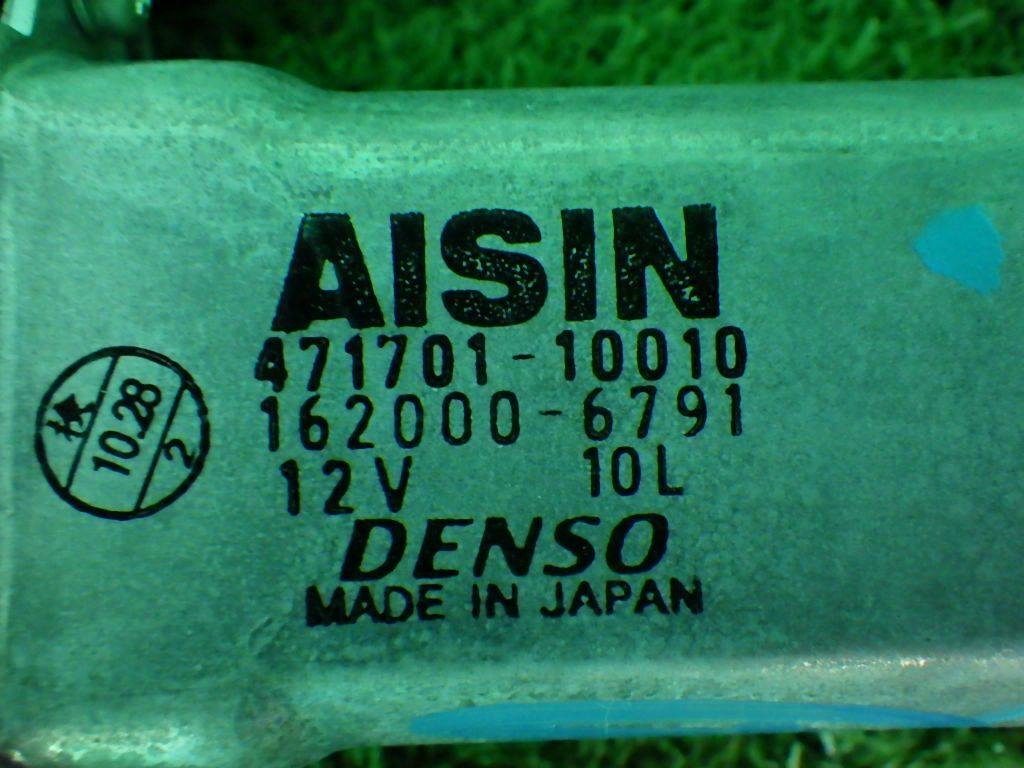 AISIN
471701-10010
162000-6791
12V 10L
DENSO
MADE IN JAPAN
10.28
2